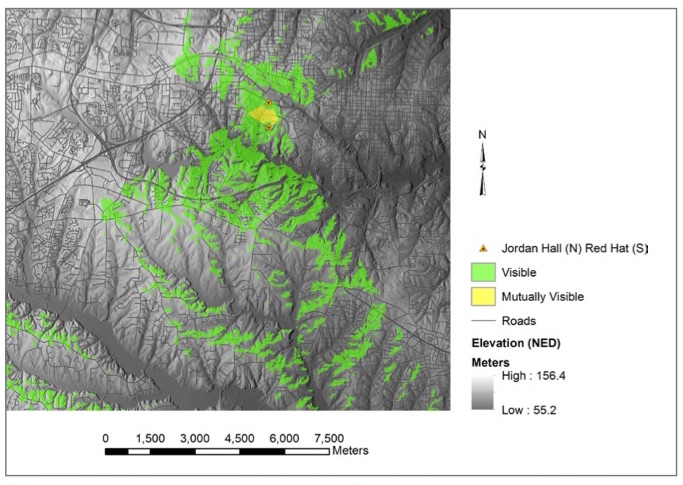 N
Jordan Hall (N) Red Hat (S)
Visible
Mutually Visible
Roads
Elevation (NED)
Meters
High : 156.4
Low : 55.2
0 1,500 3,000 4,500 6,000 7,500
Meters